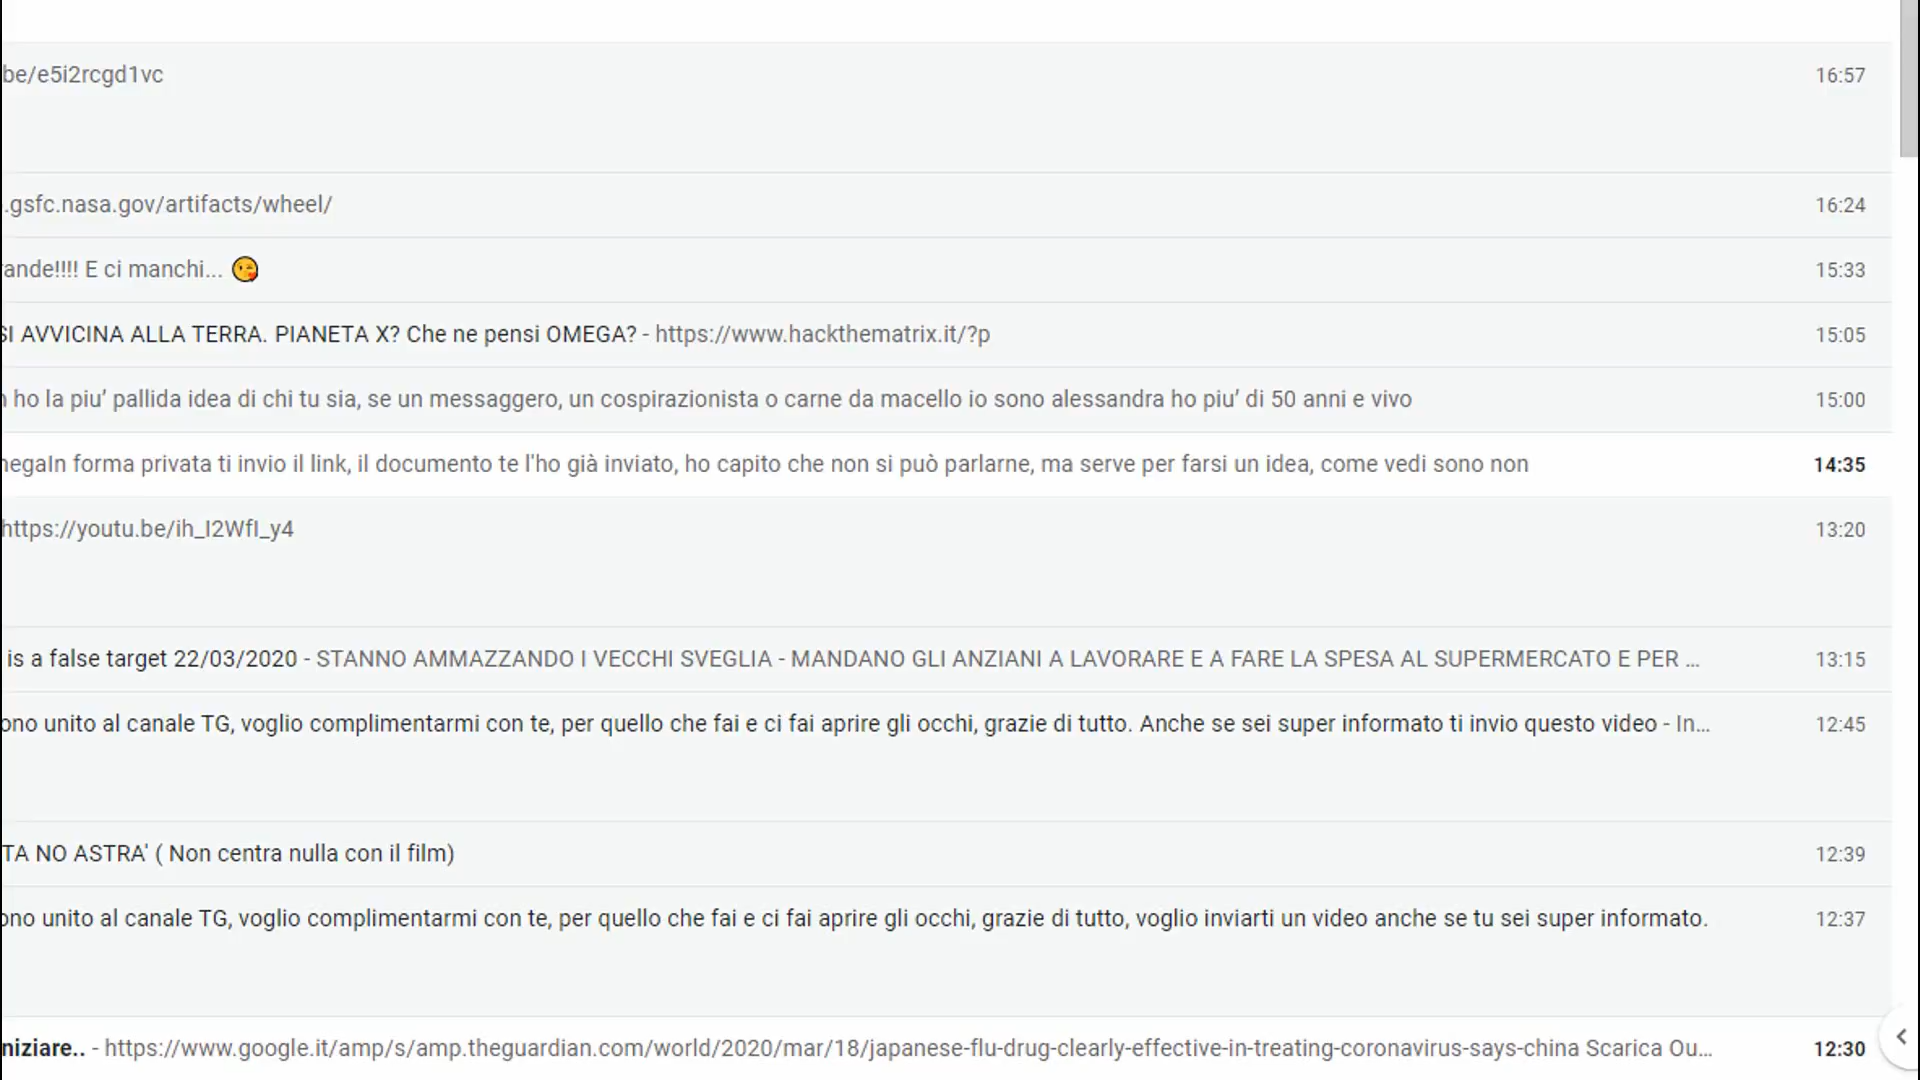 be/e5i2rcgd1vc 16:57
.gsfc.nasa.gov/artifacts/wheel/ 16:24
rande!!!! E ci manchi... 😘 15:33
SI AVVICINA ALLA TERRA. PIANETA X? Che ne pensi OMEGA? - https://www.hackthematrix.it/?p 15:05
n ho la piu’ pallida idea di chi tu sia, se un messaggero, un cospirazionista o carne da macello io sono alessandra ho piu’ di 50 anni e vivo 15:00
negaIn forma privata ti invio il link, il documento te l'ho già inviato, ho capito che non si può parlarne, ma serve per farsi un idea, come vedi sono non 14:35
https://youtu.be/ih_I2WfI_y4 13:20
is a false target 22/03/2020 - STANNO AMMAZZANDO I VECCHI SVEGLIA - MANDANO GLI ANZIANI A LAVORARE E A FARE LA SPESA AL SUPERMERCATO E PER ... 13:15
ono unito al canale TG, voglio complimentarmi con te, per quello che fai e ci fai aprire gli occhi, grazie di tutto. Anche se sei super informato ti invio questo video - In... 12:45
TA NO ASTRA' ( Non centra nulla con il film) 12:39
ono unito al canale TG, voglio complimentarmi con te, per quello che fai e ci fai aprire gli occhi, grazie di tutto, voglio inviarti un video anche se tu sei super informato. 12:37
niziare.. - https://www.google.it/amp/s/amp.theguardian.com/world/2020/mar/18/japanese-flu-drug-clearly-effective-in-treating-coronavirus-says-china Scarica Ou... 12:30